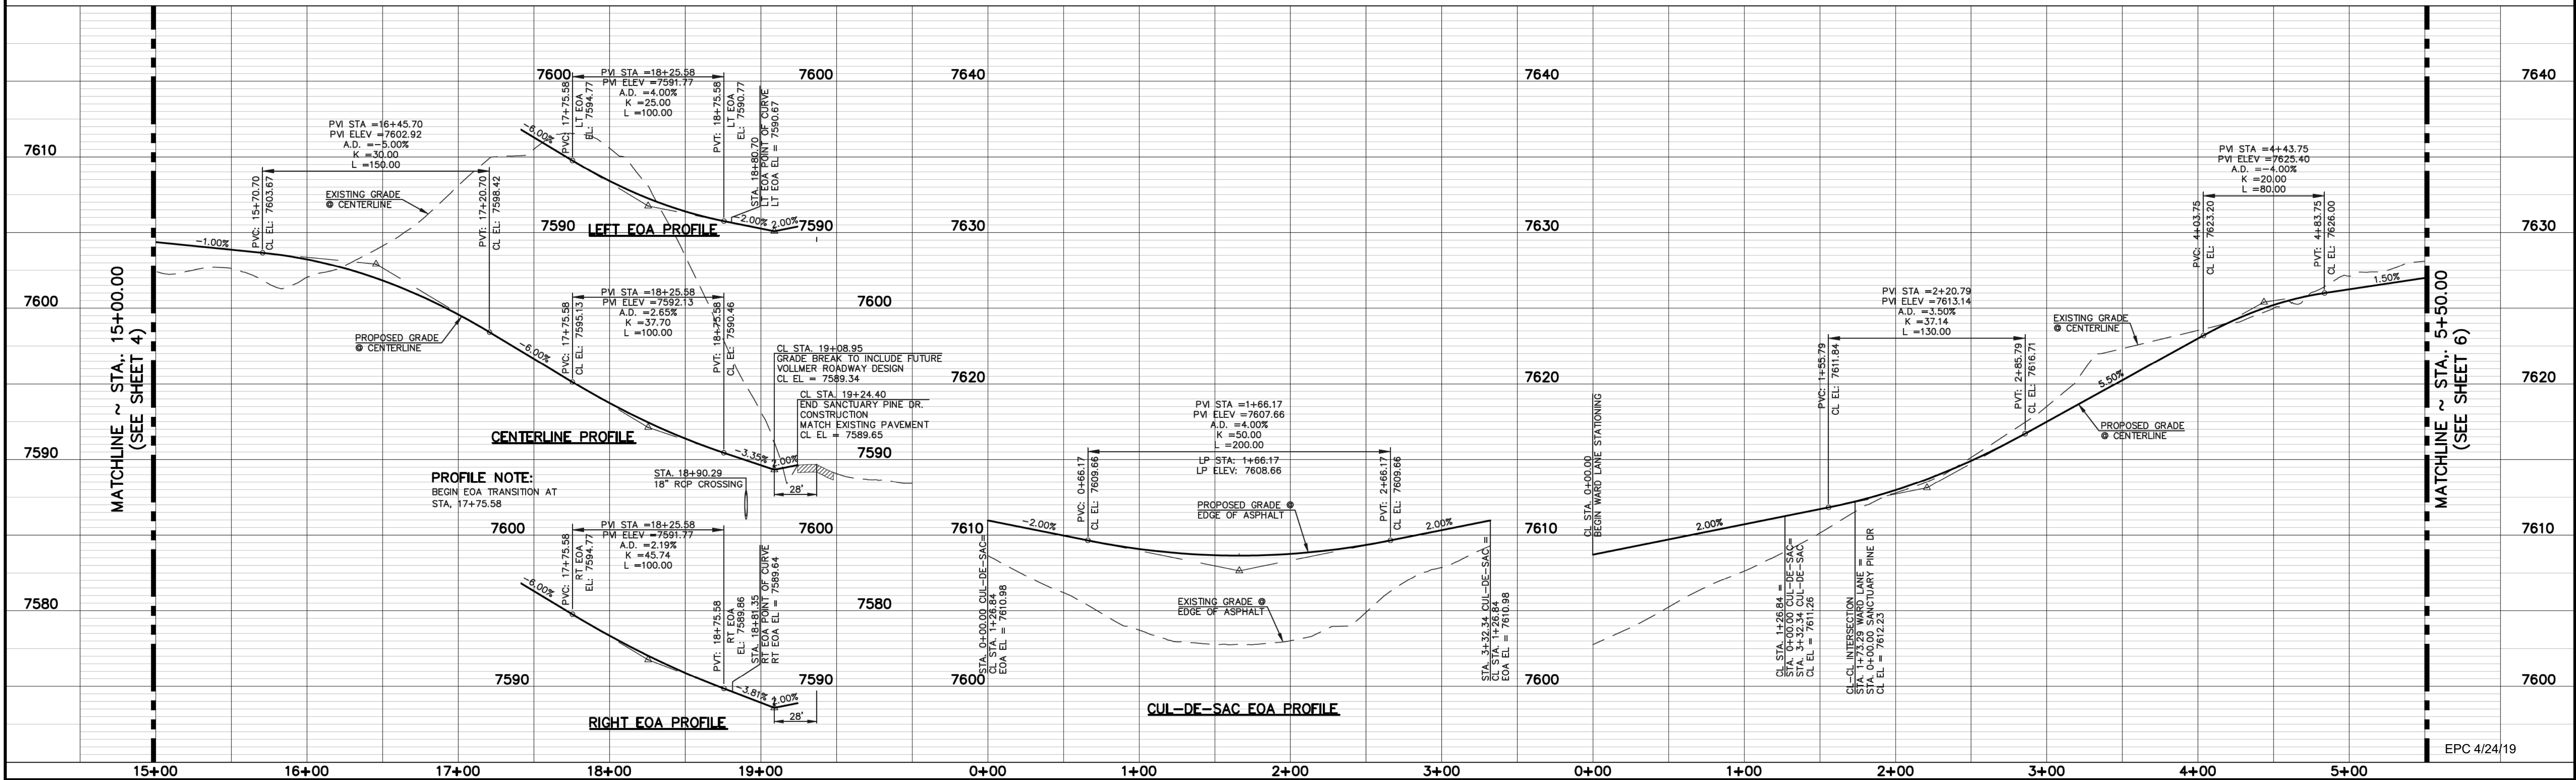 MATCHLINE ~ STA,. 15+00.00
(SEE SHEET 4)
7610
7600
7590
7580
PVI STA =16+45.70
PVI ELEV =7602.92
A.D. =-5.00%
K =30.00
L =150.00
PVC: 15+70.70
CL EL: 7603.67
PVT: 17+20.70
CL EL: 7598.42
EXISTING GRADE
@ CENTERLINE
-1.00%
PROPOSED GRADE
@ CENTERLINE
-6.00%
7600
7600
PVI STA =18+25.58
PVI ELEV =7591.77
A.D. =4.00%
K =25.00
L =100.00
PVC: 17+75.58
LT EOA
EL: 7594.77
PVT: 18+75.58
LT EOA
EL: 7590.77
STA. 18+80.70
LT EOA POINT OF CURVE
LT EOA EL = 7590.67
-6.00%
-2.00%
2.00%
7590
LEFT EOA PROFILE
7590
PVI STA =18+25.58
PVI ELEV =7592.13
A.D. =2.65%
K =37.70
L =100.00
7600
PVC: 17+75.58
CL EL: 7595.13
PVT: 18+75.58
CL EL: 7590.46
CL STA. 19+08.95
GRADE BREAK TO INCLUDE FUTURE
VOLLMER ROADWAY DESIGN
CL EL = 7589.34
CL STA. 19+24.40
END SANCTUARY PINE DR.
CONSTRUCTION
MATCH EXISTING PAVEMENT
CL EL = 7589.65
CENTERLINE PROFILE
-3.35%
2.00%
7590
PROFILE NOTE:
BEGIN EOA TRANSITION AT
STA, 17+75.58
STA. 18+90.29
18" RCP CROSSING
28'
7600
7600
PVI STA =18+25.58
PVI ELEV =7591.77
A.D. =2.19%
K =45.74
L =100.00
PVC: 17+75.58
RT EOA
EL: 7594.77
PVT: 18+75.58
RT EOA
EL: 7589.86
STA. 18+81.35
RT EOA POINT OF CURVE
RT EOA EL = 7589.64
-6.00%
7580
7590
-3.81%
2.00%
7590
28'
RIGHT EOA PROFILE
7640
7630
7620
7610
7600
STA. 0+00.00 CUL-DE-SAC=
CL STA. 1+26.84
EOA EL = 7610.98
-2.00%
PVC: 0+66.17
CL EL: 7609.66
PVI STA =1+66.17
PVI ELEV =7607.66
A.D. =4.00%
K =50.00
L =200.00
LP STA: 1+66.17
LP ELEV: 7608.66
PROPOSED GRADE @
EDGE OF ASPHALT
EXISTING GRADE @
EDGE OF ASPHALT
PVT: 2+66.17
CL EL: 7609.66
2.00%
STA. 3+32.34 CUL-DE-SAC =
CL STA. 1+26.84
EOA EL = 7610.98
CUL-DE-SAC EOA PROFILE
7640
7630
7620
7610
7600
CL STA. 0+00.00
BEGIN WARD LANE STATIONING
2.00%
CL STA. 1+26.84 =
STA. 0+00.00 CUL-DE-SAC=
STA. 3+32.34 CUL-DE-SAC
CL EL = 7611.26
CL-CL INTERSECTION
STA. 1+73.29 WARD LANE =
STA. 0+00.00 SANCTUARY PINE DR
CL EL = 7612.23
PVI STA =2+20.79
PVI ELEV =7613.14
A.D. =3.50%
K =37.14
L =130.00
PVC: 1+55.79
CL EL: 7611.84
PVT: 2+85.79
CL EL: 7616.71
EXISTING GRADE
@ CENTERLINE
5.50%
PROPOSED GRADE
@ CENTERLINE
PVI STA =4+43.75
PVI ELEV =7625.40
A.D. =-4.00%
K =20.00
L =80.00
PVC: 4+03.75
CL EL: 7623.20
PVT: 4+83.75
CL EL: 7626.00
1.50%
MATCHLINE ~ STA,. 5+50.00
(SEE SHEET 6)
7640
7630
7620
7610
7600
EPC 4/24/19
15+00
16+00
17+00
18+00
19+00
0+00
1+00
2+00
3+00
0+00
1+00
2+00
3+00
4+00
5+00